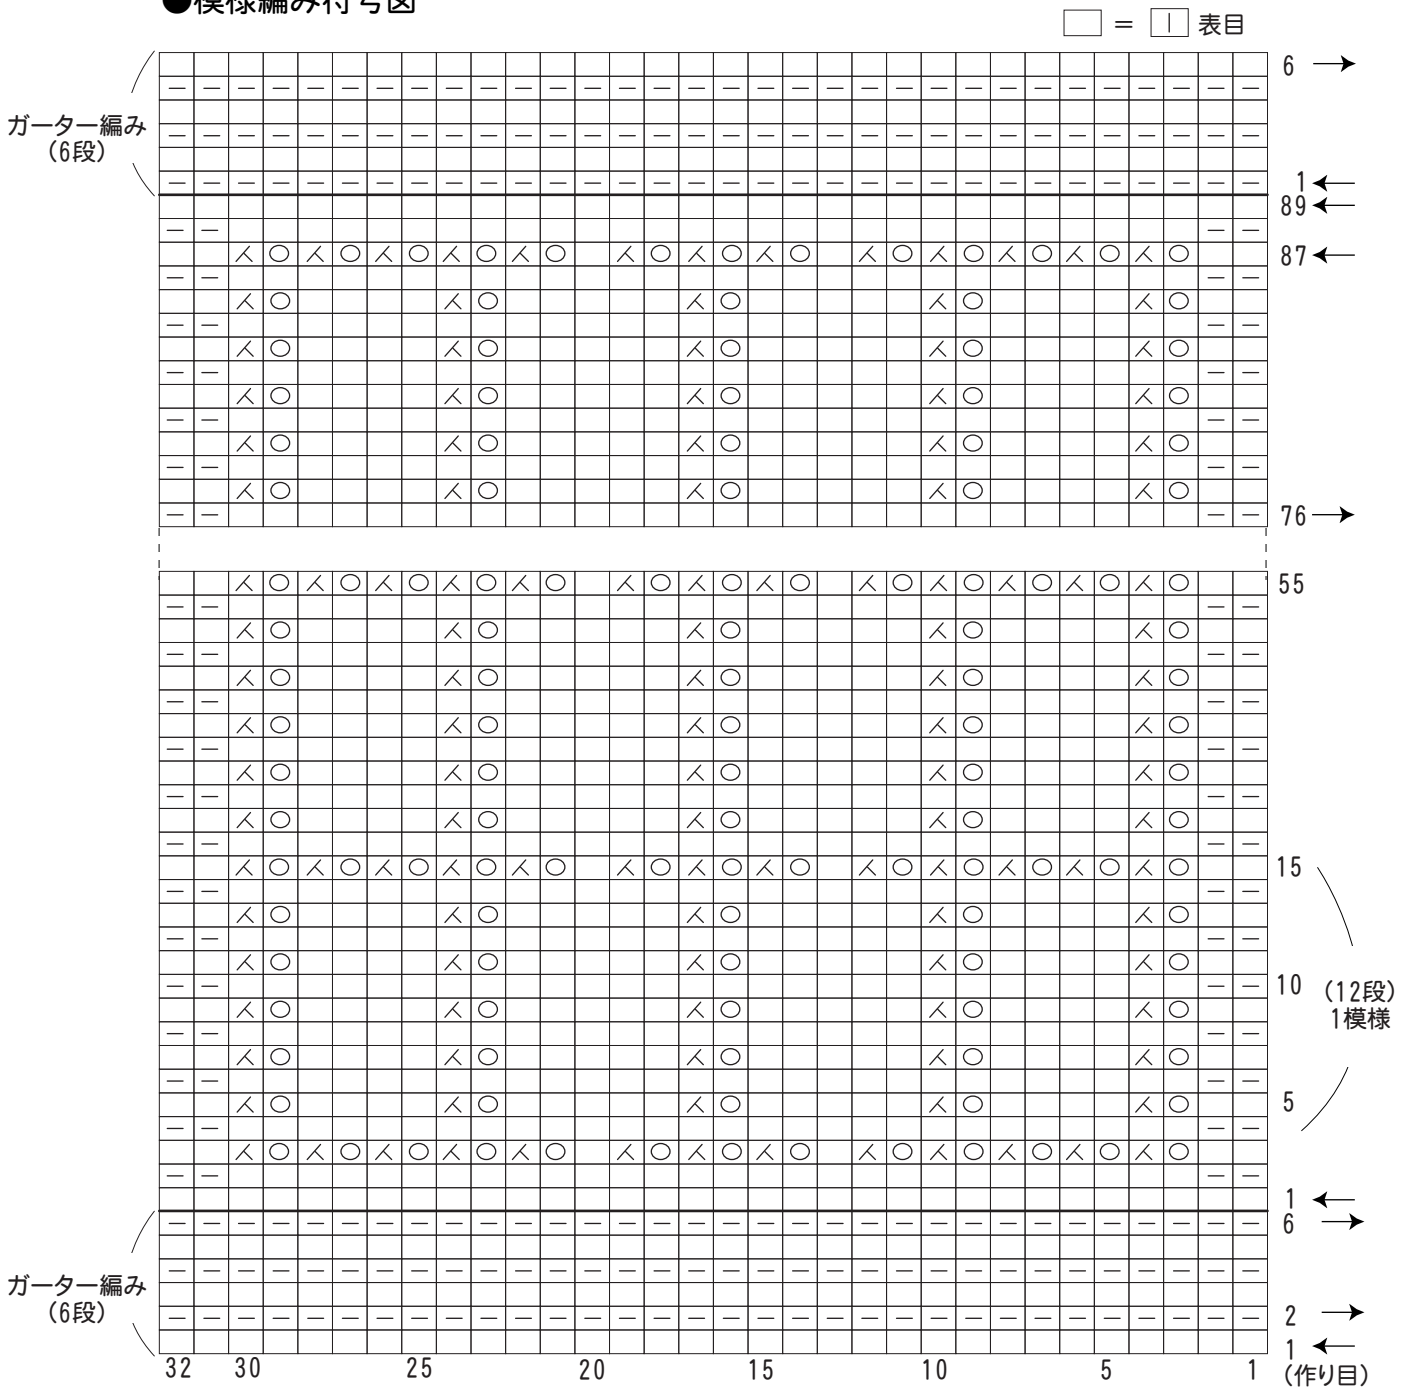 ●模様編み符号図
□ = | 表目
6 →
ガーター編み
(6段)
1 ←
89 ←
87 ←
76 →
55
15
10
(12段)
1模様
5
1 ←
6 →
ガーター編み
(6段)
2 →
1 ←
32 30 25 20 15 10 5 1 (作り目)